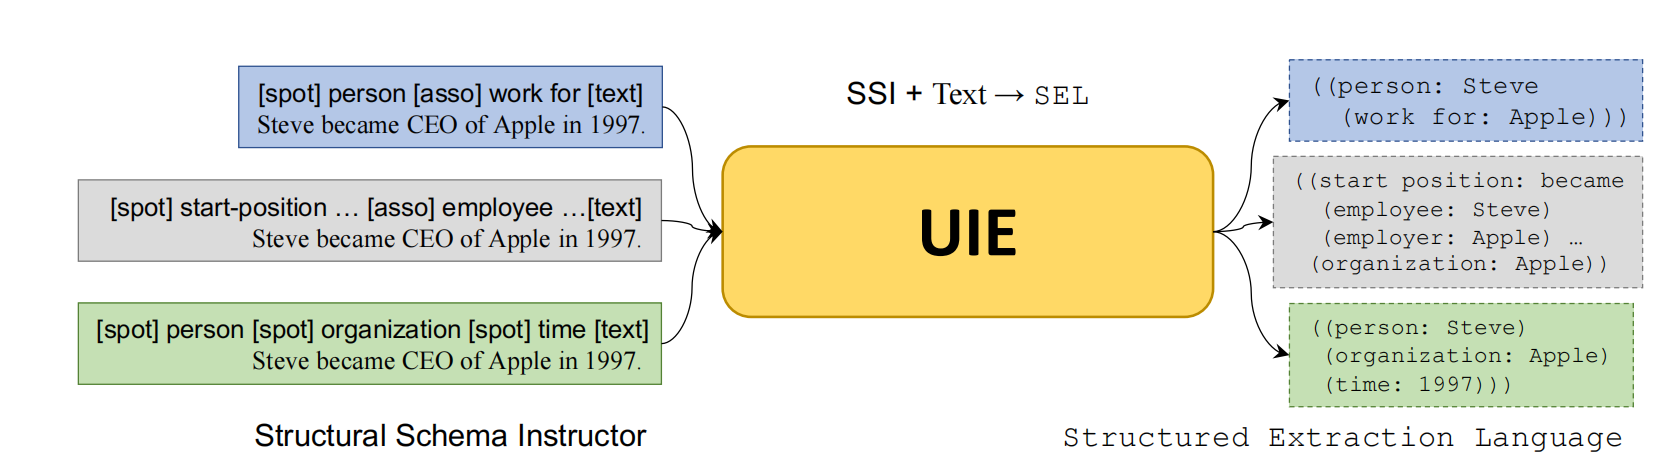 [spot] person [asso] work for [text]
Steve became CEO of Apple in 1997.
[spot] start-position … [asso] employee …[text]
Steve became CEO of Apple in 1997.
[spot] person [spot] organization [spot] time [text]
Steve became CEO of Apple in 1997.
Structural Schema Instructor
SSI + Text → SEL
UIE
((person: Steve
(work for: Apple)))
((start position: became
(employee: Steve)
(employer: Apple) …
(organization: Apple))
((person: Steve)
(organization: Apple)
(time: 1997)))
Structured Extraction Language